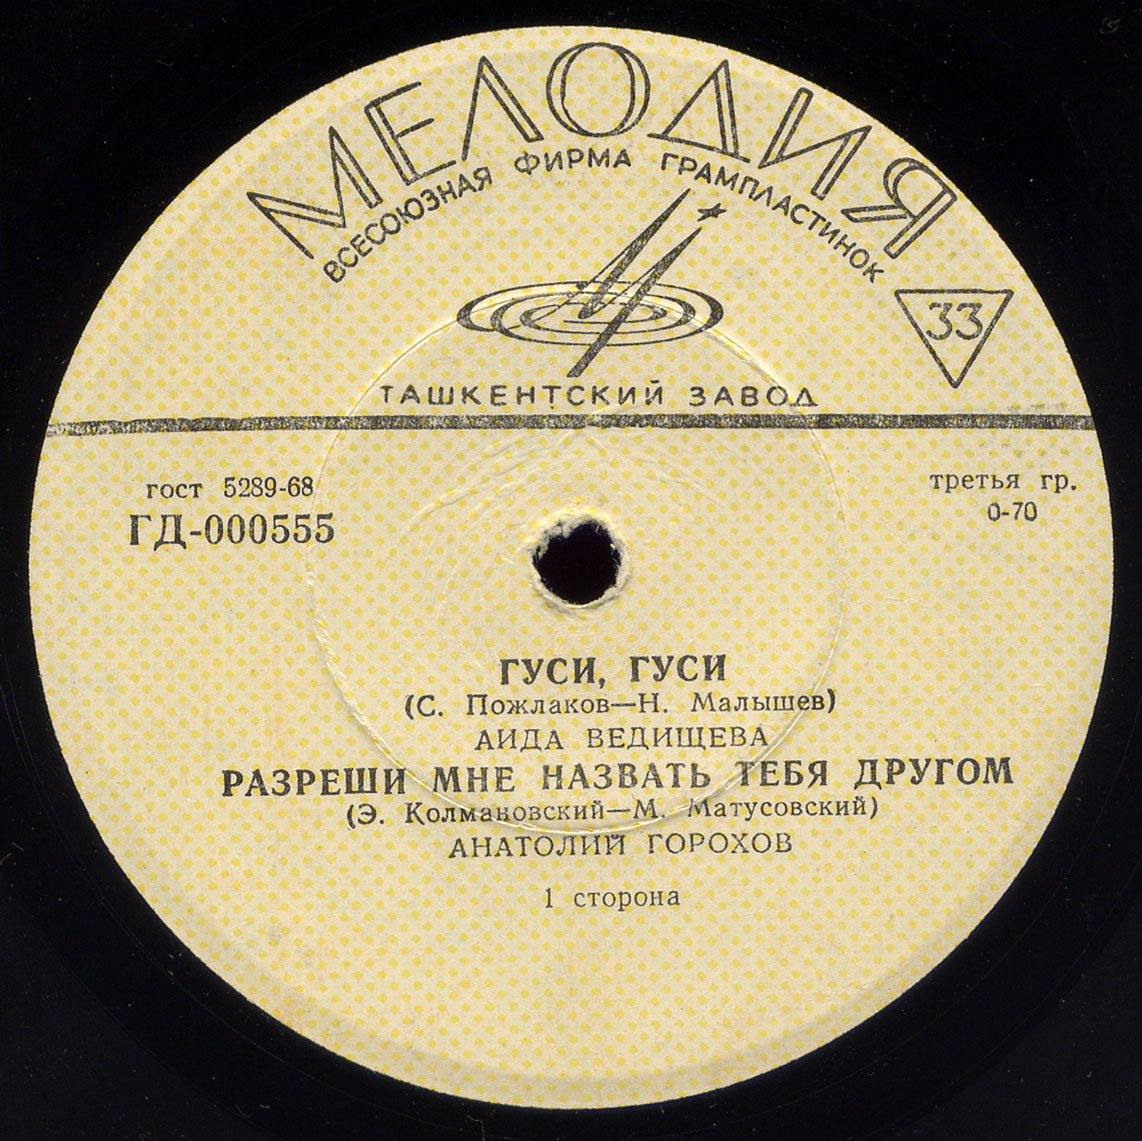 МЕЛОДИЯ
ВСЕСОЮЗНАЯ ФИРМА ГРАМПЛАСТИНОК
33
ТАШКЕНТСКИЙ ЗАВОД
гост 5289-68
ГД-000555
третья гр.
0-70
ГУСИ, ГУСИ
(С. Пожлаков—Н. Малышев)
АИДА ВЕДИЩЕВА
РАЗРЕШИ МНЕ НАЗВАТЬ ТЕБЯ ДРУГОМ
(Э. Колмановский—М. Матусовский)
АНАТОЛИЙ ГОРОХОВ
1 сторона